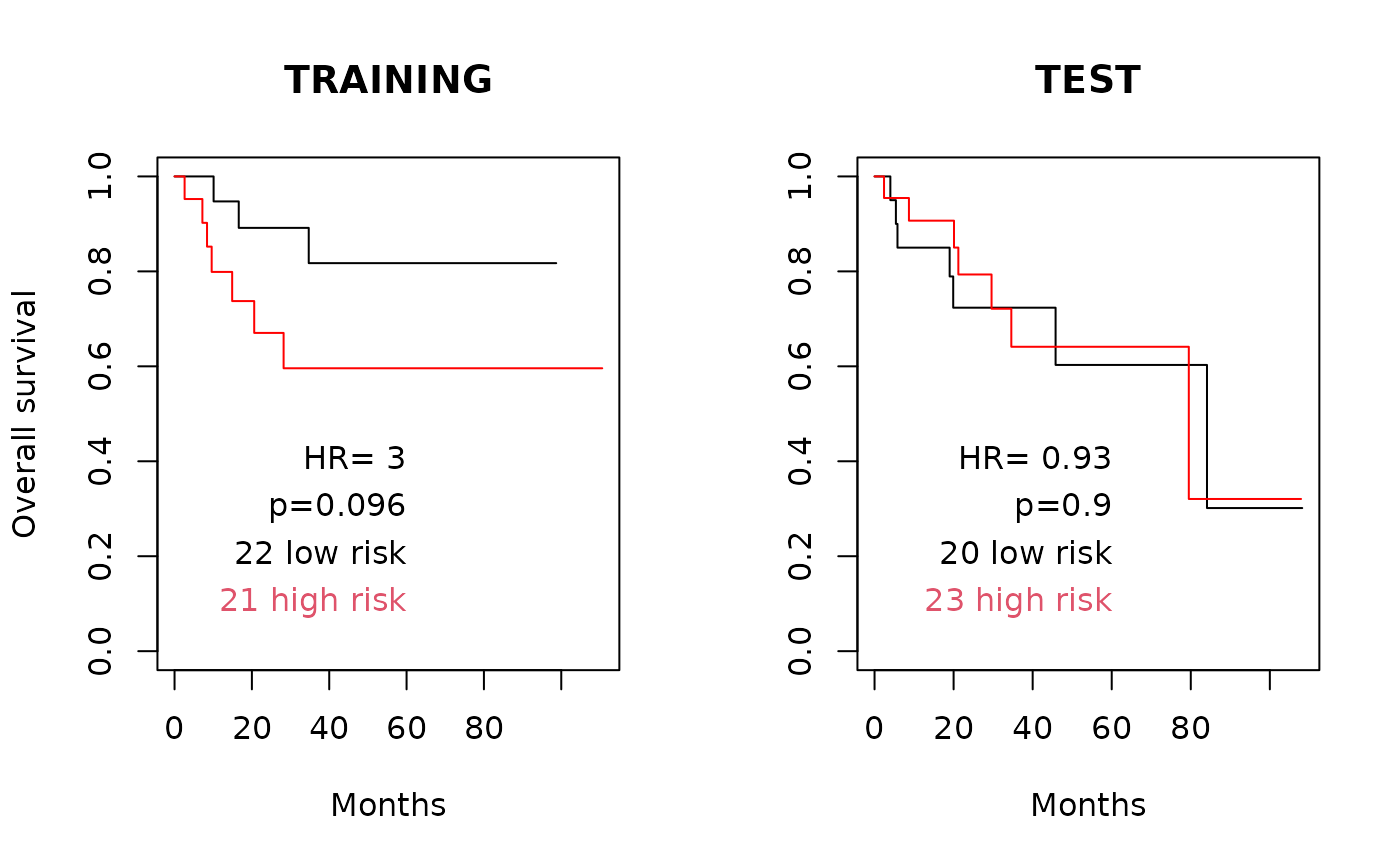 TRAINING
Overall survival
1.0
0.8
0.6
0.4
0.2
0.0
HR= 3
p=0.096
22 low risk
21 high risk
0 20 40 60 80
Months
TEST
1.0
0.8
0.6
0.4
0.2
0.0
HR= 0.93
p=0.9
20 low risk
23 high risk
0 20 40 60 80
Months